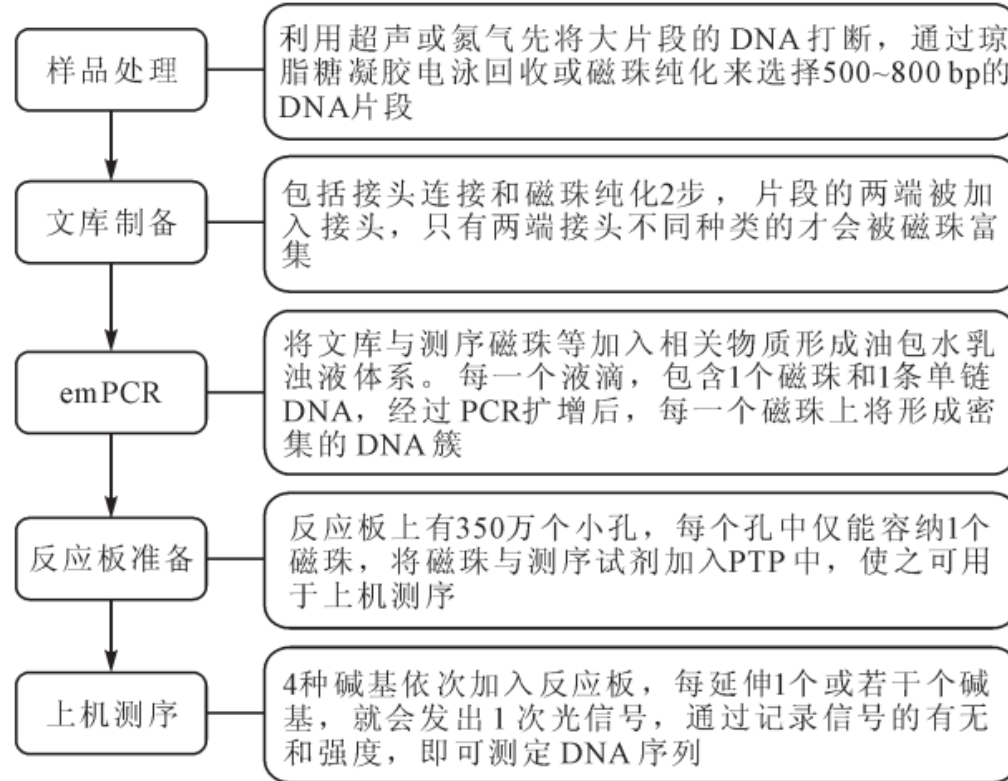 样品处理
利用超声或氮气先将大片段的DNA打断，通过琼
脂糖凝胶电泳回收或磁珠纯化来选择500~800 bp的
DNA片段
文库制备
包括接头连接和磁珠纯化2步，片段的两端被加
入接头，只有两端接头不同种类的才会被磁珠富
集
emPCR
将文库与测序磁珠等加入相关物质形成油包水乳
浊液体系。每一个液滴，包含1个磁珠和1条单链
DNA，经过PCR扩增后，每一个磁珠上将形成密
集的DNA簇
反应板准备
反应板上有350万个小孔，每个孔中仅能容纳1个
磁珠，将磁珠与测序试剂加入PTP中，使之可用
于上机测序
上机测序
4种碱基依次加入反应板，每延伸1个或若干个碱
基，就会发出1次光信号，通过记录信号的有无
和强度，即可测定DNA序列